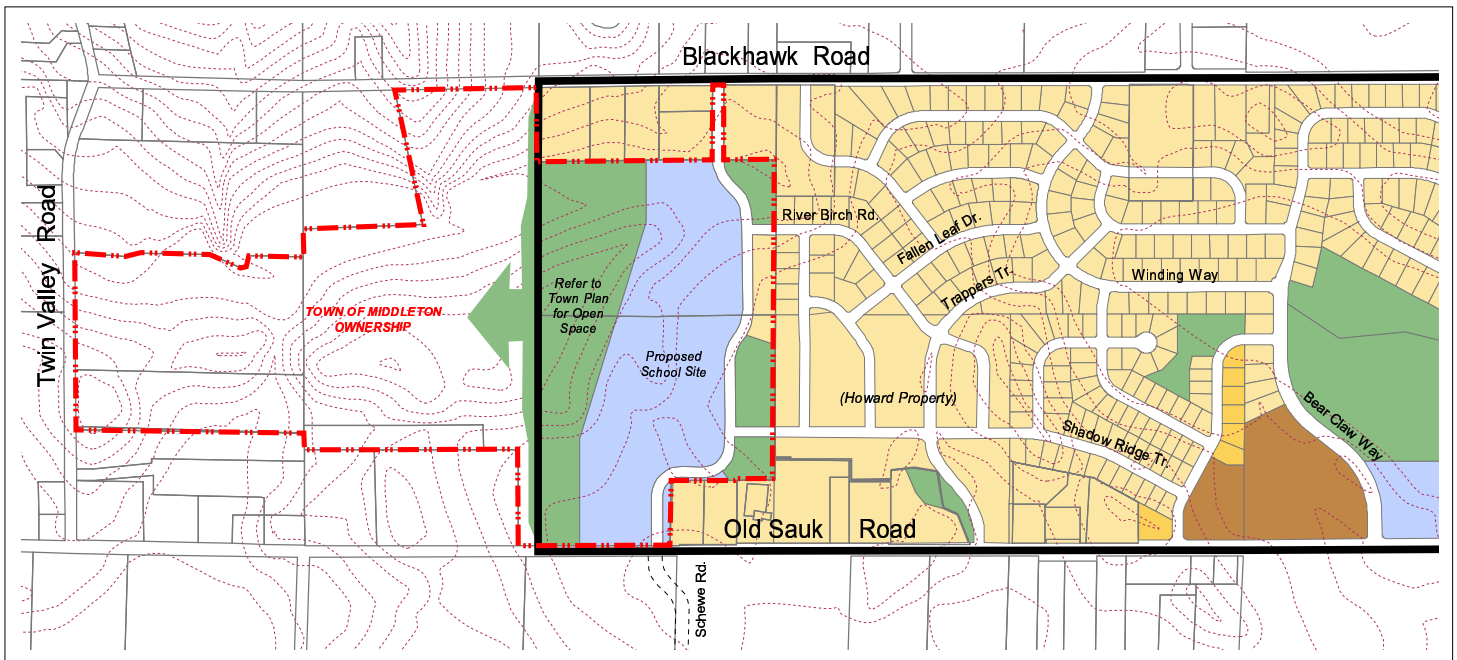 Blackhawk Road
Twin Valley Road
River Birch Rd.
Fallen Leaf Dr.
Trappers Tr.
Winding Way
Refer to
Town Plan
for Open
Space
TOWN OF MIDDLETON
OWNERSHIP
Proposed
School Site
(Howard Property)
Bear Claw Way
Shadow Ridge Tr.
Old Sauk Road
Schewe Rd.